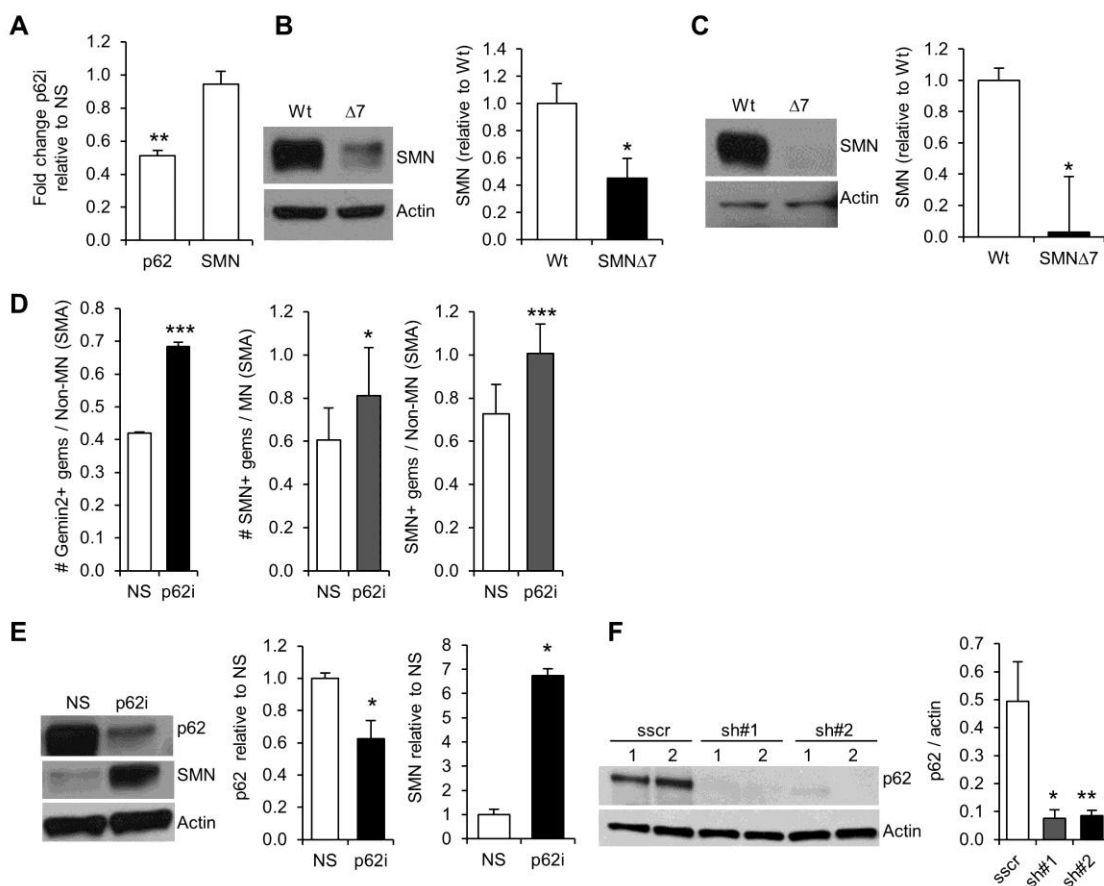 A
Fold change p62i
relative to NS
1.2
1.0
0.8
0.6
0.4
0.2
0.0
**
p62 SMN
B
Wt Δ7
SMN
Actin
SMN (relative to Wt)
1.4
1.2
1.0
0.8
0.6
0.4
0.2
0.0
*
Wt SMNΔ7
C
Wt Δ7
SMN
Actin
SMN (relative to Wt)
1.2
1.0
0.8
0.6
0.4
0.2
0.0
*
Wt SMNΔ7
D
# Gemin2+ gems / Non-MN (SMA)
0.8
0.7
0.6
0.5
0.4
0.3
0.2
0.1
0.0
***
NS p62i
# SMN+ gems / MN (SMA)
1.2
1.0
0.8
0.6
0.4
0.2
0.0
*
NS p62i
SMN+ gems / Non-MN (SMA)
1.2
1.0
0.8
0.6
0.4
0.2
0.0
***
NS p62i
E
NS p62i
p62
SMN
Actin
p62 relative to NS
1.2
1.0
0.8
0.6
0.4
0.2
0.0
*
NS p62i
SMN relative to NS
8
7
6
5
4
3
2
1
0
*
NS p62i
F
sscr sh#1 sh#2
1 2 1 2 1 2
p62
Actin
p62 / actin
0.7
0.6
0.5
0.4
0.3
0.2
0.1
0.0
* **
sscr sh#1 sh#2